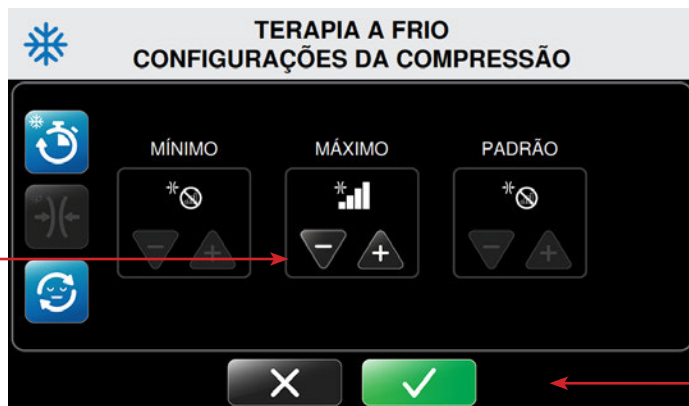 TERAPIA A FRIO
CONFIGURAÇÕES DA COMPRESSÃO
MÍNIMO MÁXIMO PADRÃO